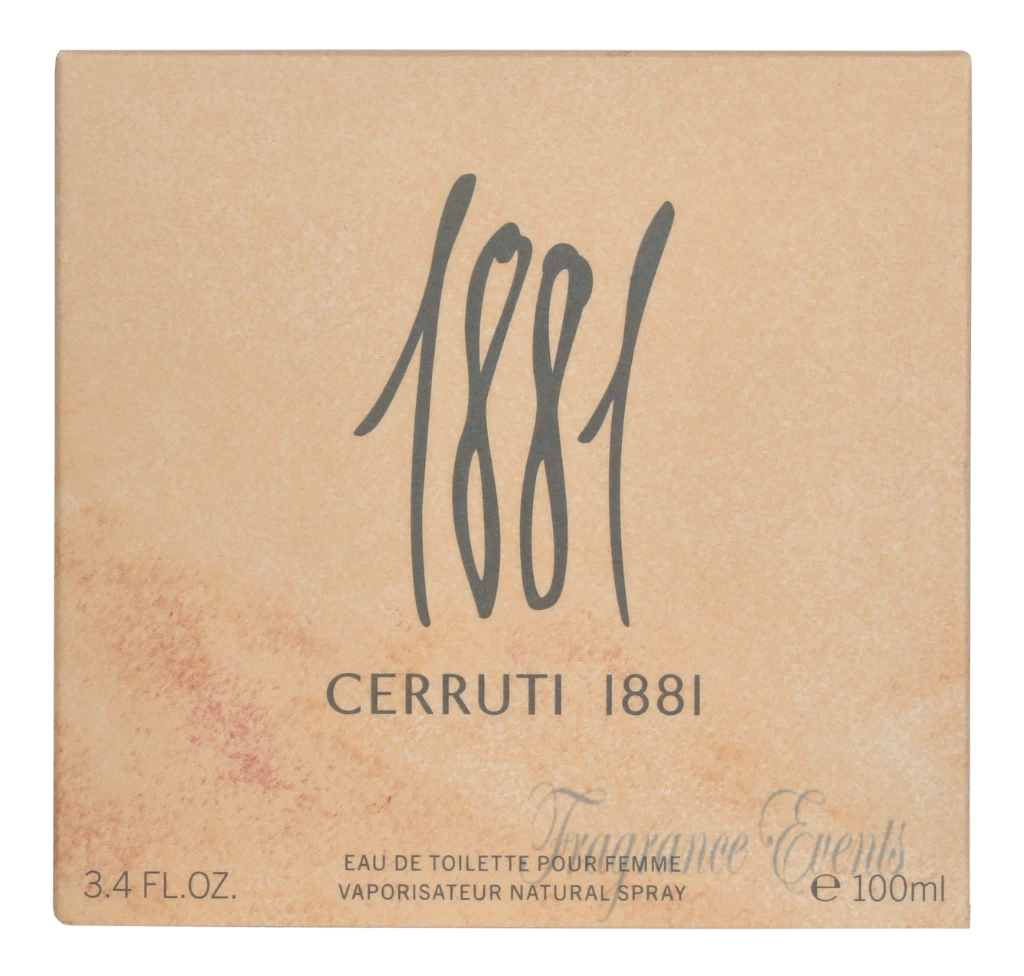 1881
CERRUTI 1881
Fragrance Events
EAU DE TOILETTE POUR FEMME
3.4 FL.OZ.
VAPORISATEUR NATURAL SPRAY
℮ 100ml